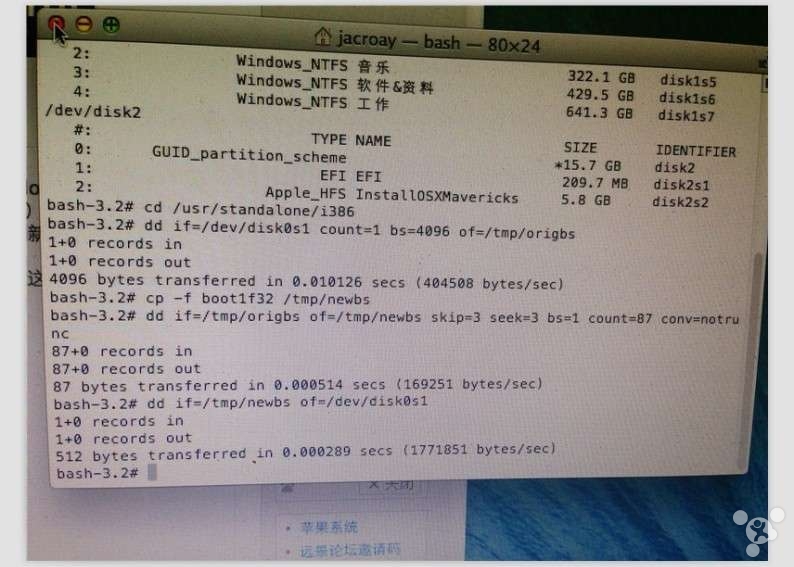 jacroay — bash — 80×24
2: Windows_NTFS 音乐 322.1 GB disk1s5
3: Windows_NTFS 软件&资料 429.5 GB disk1s6
4: Windows_NTFS 工作 641.3 GB disk1s7
/dev/disk2
#: TYPE NAME SIZE IDENTIFIER
0: GUID_partition_scheme *15.7 GB disk2
1: EFI EFI 209.7 MB disk2s1
2: Apple_HFS InstallOSXMavericks 5.8 GB disk2s2
bash-3.2# cd /usr/standalone/i386
bash-3.2# dd if=/dev/disk0s1 count=1 bs=4096 of=/tmp/origbs
1+0 records in
1+0 records out
4096 bytes transferred in 0.010126 secs (404508 bytes/sec)
bash-3.2# cp -f boot1f32 /tmp/newbs
bash-3.2# dd if=/tmp/origbs of=/tmp/newbs skip=3 seek=3 bs=1 count=87 conv=notru
nc
87+0 records in
87+0 records out
87 bytes transferred in 0.000514 secs (169251 bytes/sec)
bash-3.2# dd if=/tmp/newbs of=/dev/disk0s1
1+0 records in
1+0 records out
512 bytes transferred in 0.000289 secs (1771851 bytes/sec)
bash-3.2#
关闭
苹果系统
远景论坛邀请码